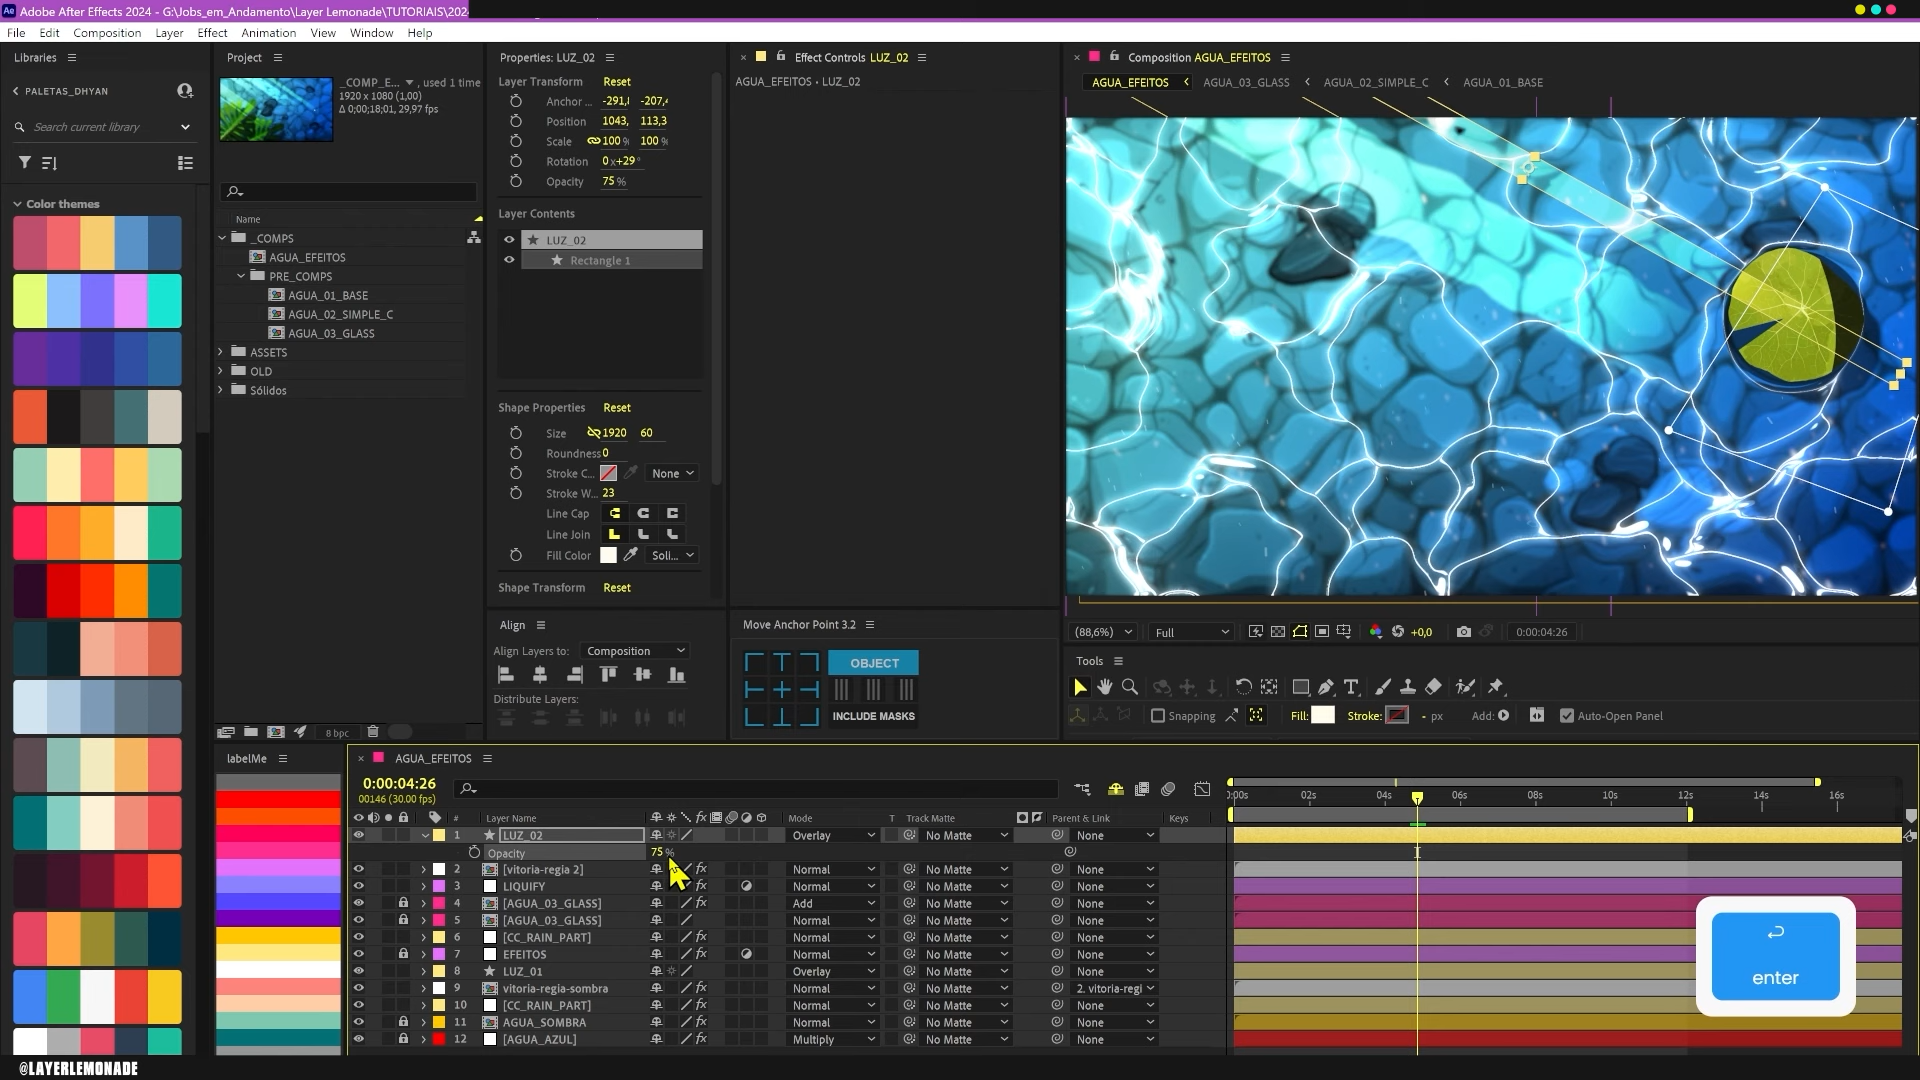 Adobe After Effects 2024 - G:\Jobs_em_Andamento\Layer Lemonade\TUTORIAIS\202
File Edit Composition Layer Effect Animation View Window Help
Libraries
PALETAS_DHYAN
Search current library
Color themes
Project
_COMP_E... , used 1 time
1920 x 1080 (1,00)
Δ 0;00;18;01, 29,97 fps
Name
_COMPS
AGUA_EFEITOS
PRE_COMPS
AGUA_01_BASE
AGUA_02_SIMPLE_C
AGUA_03_GLASS
ASSETS
OLD
Sólidos
8 bpc
Properties: LUZ_02
Layer Transform Reset
Anchor ... -291, -207,
Position 1043, 113,3
Scale 100 % 100 %
Rotation 0x+29°
Opacity 75 %
Layer Contents
LUZ_02
Rectangle 1
Shape Properties Reset
Size 1920 60
Roundness 0
Stroke C... None
Stroke W... 23
Line Cap
Line Join
Fill Color Soli...
Shape Transform Reset
Align
Align Layers to: Composition
Distribute Layers:
Effect Controls LUZ_02
AGUA_EFEITOS • LUZ_02
Move Anchor Point 3.2
OBJECT
INCLUDE MASKS
Composition AGUA_EFEITOS
AGUA_EFEITOS AGUA_03_GLASS AGUA_02_SIMPLE_C AGUA_01_BASE
(88,6%) Full +0,0 0:00:04:26
Tools
Snapping Fill: Stroke: - px Add: Auto-Open Panel
labelMe
AGUA_EFEITOS
0:00:04:26
00146 (30.00 fps)
0:00s 02s 04s 06s 08s 10s 12s 14s 16s
# Layer Name Mode T Track Matte Parent & Link Keys
1 LUZ_02 Overlay No Matte None
Opacity 75 %
2 [vitoria-regia 2] Normal No Matte None
3 LIQUIFY Normal No Matte None
4 [AGUA_03_GLASS] Add No Matte None
5 [AGUA_03_GLASS] Normal No Matte None
6 [CC_RAIN_PART] Normal No Matte None
7 EFEITOS Normal No Matte None
8 LUZ_01 Overlay No Matte None
9 vitoria-regia-sombra Normal No Matte 2. vitoria-regi
10 [CC_RAIN_PART] Normal No Matte None
11 AGUA_SOMBRA Normal No Matte None
12 [AGUA_AZUL] Multiply No Matte None
enter
@LAYERLEMONADE